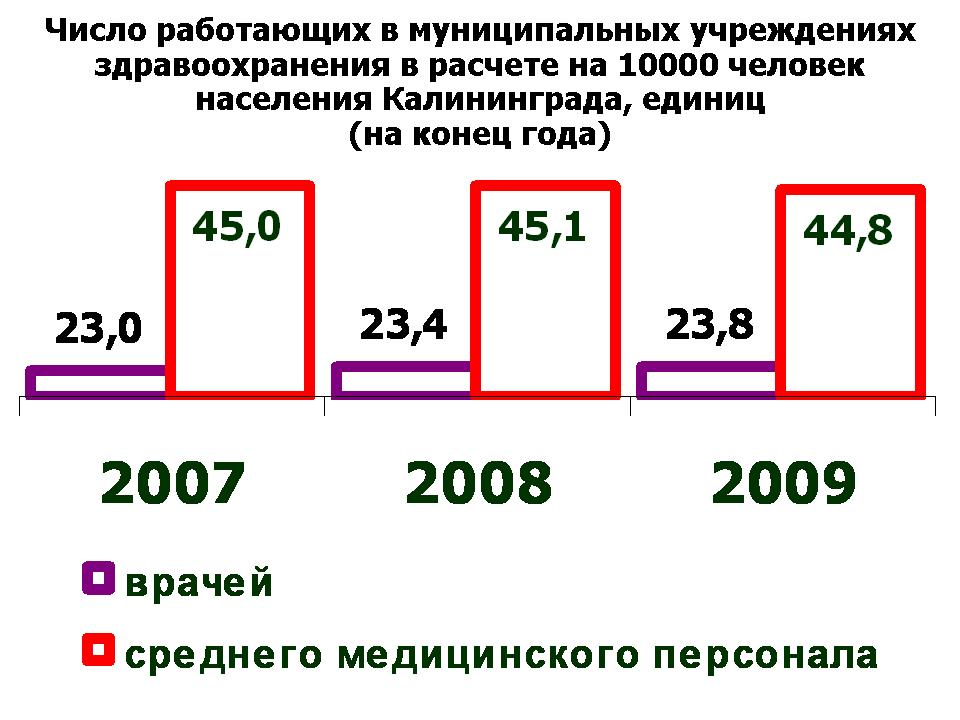 Число работающих в муниципальных учреждениях
здравоохранения в расчете на 10000 человек
населения Калининграда, единиц
(на конец года)
45,0
45,1
44,8
23,0
23,4
23,8
2007
2008
2009
врачей
среднего медицинского персонала